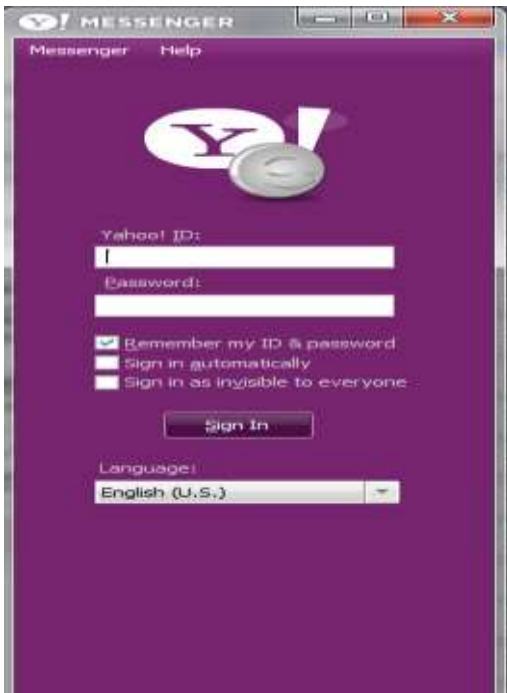 Y! MESSENGER
Messenger Help
Y!
Yahoo! ID:
Password:
Remember my ID & password
Sign in automatically
Sign in as invisible to everyone
Sign In
Language:
English (U.S.)